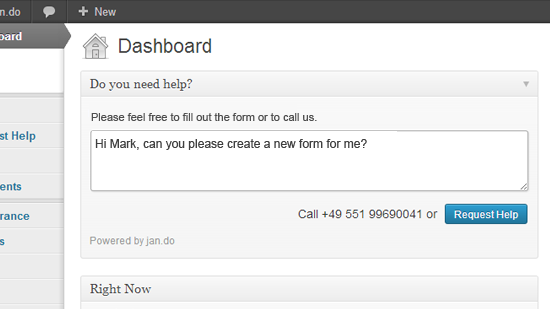 an.do + New
oard
Dashboard
Do you need help?
Please feel free to fill out the form or to call us.
st Help
Hi Mark, can you please create a new form for me?
ents
Call +49 551 99690041 or Request Help
rance
s
Powered by jan.do
Right Now